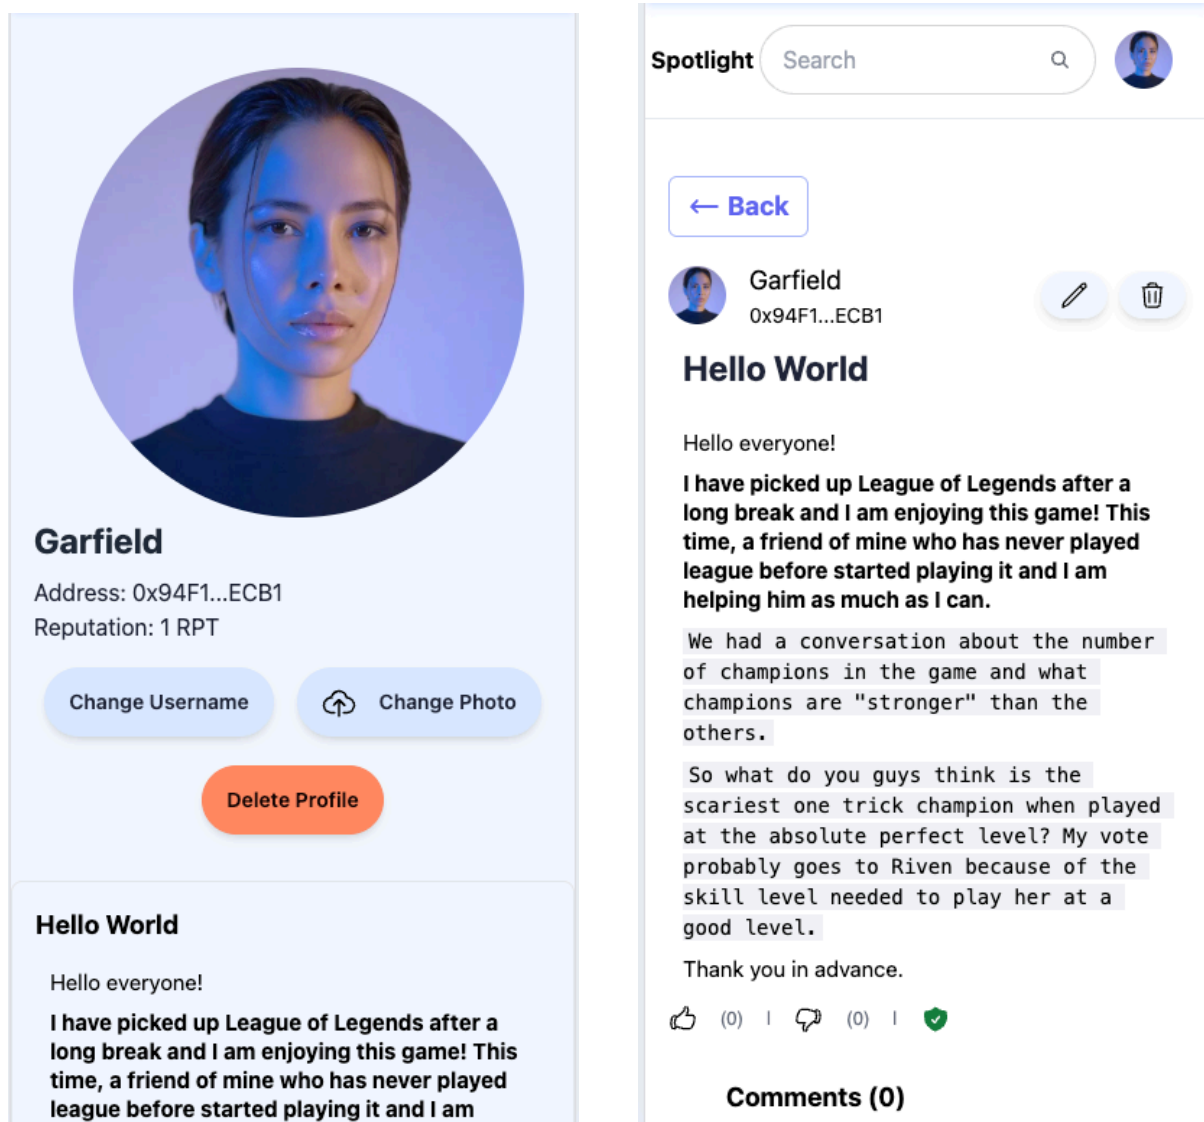 Garfield
Address: 0x94F1...ECB1
Reputation: 1 RPT
Change Username
Change Photo
Delete Profile
Hello World
Hello everyone!
I have picked up League of Legends after a
long break and I am enjoying this game! This
time, a friend of mine who has never played
league before started playing it and I am
Spotlight
Search
← Back
Garfield
0x94F1...ECB1
Hello World
Hello everyone!
I have picked up League of Legends after a
long break and I am enjoying this game! This
time, a friend of mine who has never played
league before started playing it and I am
helping him as much as I can.
We had a conversation about the number
of champions in the game and what
champions are "stronger" than the
others.
So what do you guys think is the
scariest one trick champion when played
at the absolute perfect level? My vote
probably goes to Riven because of the
skill level needed to play her at a
good level.
Thank you in advance.
(0) | (0) |
Comments (0)